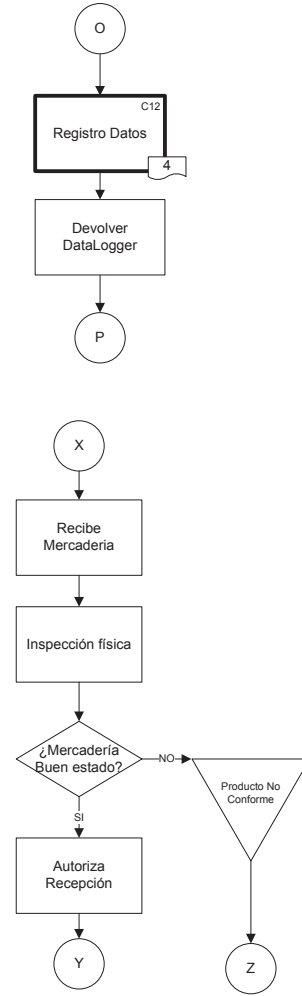 O
C12
Registro Datos
4
Devolver
DataLogger
P
X
Recibe
Mercaderia
Inspección física
¿Mercadería
Buen estado?
NO
Producto No
Conforme
SI
Autoriza
Recepción
Y
Z